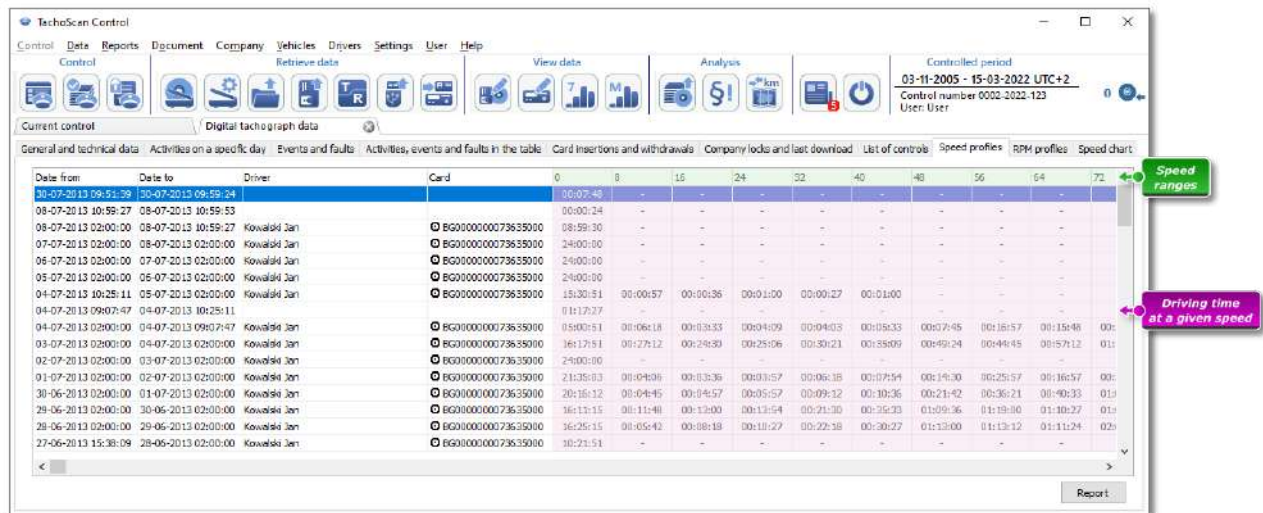 TachoScan Control
Control Data Reports Document Company Vehicles Drivers Settings User Help
Control Retrieve data View data Analysis Controlled period
03-11-2005 - 15-03-2022 UTC+2
Control number 0002-2022-123
User: User
0
T R 7 M §! km 5
Current control Digital tachograph data
General and technical data Activities on a specific day Events and faults Activities, events and faults in the table Card insertions and withdrawals Company locks and last download List of controls Speed profiles RPM profiles Speed chart
Date from Date to Driver Card 0 8 16 24 32 40 48 56 64 72
Speed
ranges
30-07-2013 09:51:39 30-07-2013 09:59:24 00:07:48 - - - - - - - -
08-07-2013 10:59:27 08-07-2013 10:59:53 00:00:24 - - - - - - - -
08-07-2013 02:00:00 08-07-2013 10:59:27 Kowalski Jan BG0000000073635000 08:59:30 - - - - - - - -
07-07-2013 02:00:00 08-07-2013 02:00:00 Kowalski Jan BG0000000073635000 24:00:00 - - - - - - - -
06-07-2013 02:00:00 07-07-2013 02:00:00 Kowalski Jan BG0000000073635000 24:00:00 - - - - - - - -
05-07-2013 02:00:00 06-07-2013 02:00:00 Kowalski Jan BG0000000073635000 24:00:00 - - - - - - - -
04-07-2013 10:25:11 05-07-2013 02:00:00 Kowalski Jan BG0000000073635000 15:30:51 00:00:57 00:00:36 00:01:00 00:00:27 00:01:00 - - -
04-07-2013 09:07:47 04-07-2013 10:25:11 01:17:27 - - - - - - - -
Driving time
at a given speed
04-07-2013 02:00:00 04-07-2013 09:07:47 Kowalski Jan BG0000000073635000 05:00:51 00:06:18 00:03:33 00:04:09 00:04:03 00:05:33 00:07:45 00:16:57 00:15:48 00:
03-07-2013 02:00:00 04-07-2013 02:00:00 Kowalski Jan BG0000000073635000 16:17:51 00:27:12 00:24:30 00:25:06 00:30:21 00:35:09 00:49:24 00:44:45 00:57:12 01:
02-07-2013 02:00:00 03-07-2013 02:00:00 Kowalski Jan BG0000000073635000 24:00:00 - - - - - - - -
01-07-2013 02:00:00 02-07-2013 02:00:00 Kowalski Jan BG0000000073635000 21:35:03 00:04:06 00:03:36 00:03:57 00:06:18 00:07:54 00:14:30 00:25:57 00:16:57 00:
30-06-2013 02:00:00 01-07-2013 02:00:00 Kowalski Jan BG0000000073635000 20:16:12 00:04:45 00:04:57 00:05:57 00:09:12 00:10:36 00:21:42 00:36:21 00:40:33 01:
29-06-2013 02:00:00 30-06-2013 02:00:00 Kowalski Jan BG0000000073635000 16:11:15 00:11:48 00:13:00 00:13:54 00:21:30 00:35:33 01:09:36 01:19:00 01:10:27 01:
28-06-2013 02:00:00 29-06-2013 02:00:00 Kowalski Jan BG0000000073635000 16:25:15 00:05:42 00:08:18 00:10:27 00:22:18 00:30:27 01:13:00 01:13:12 01:11:24 02:
27-06-2013 15:38:09 28-06-2013 02:00:00 Kowalski Jan BG0000000073635000 10:21:51 - - - - - - - -
Report